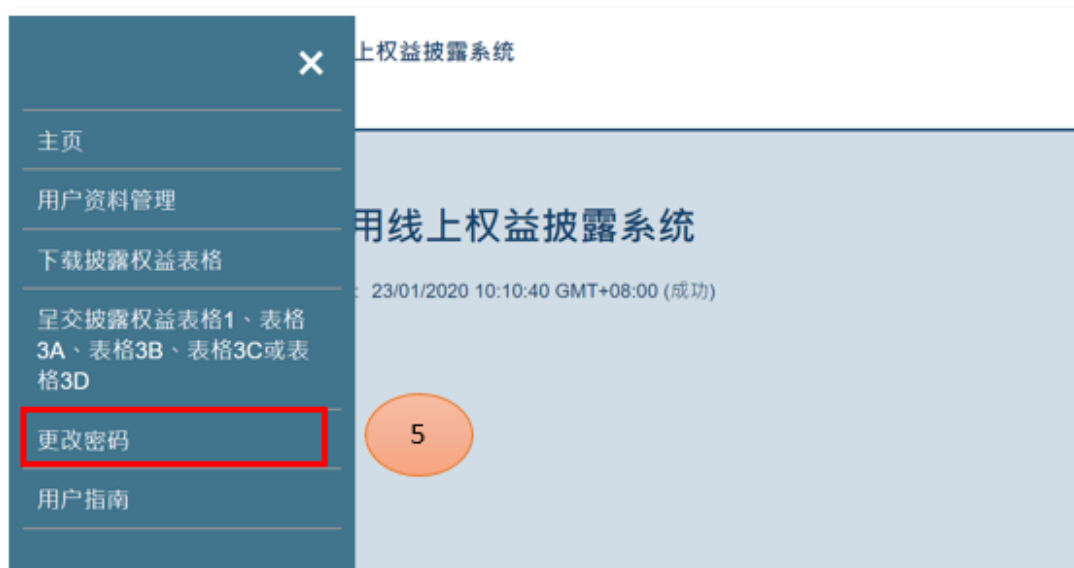 ×
上权益披露系统
主页
用户资料管理
下载披露权益表格
呈交披露权益表格1、表格
3A、表格3B、表格3C或表
格3D
更改密码
用户指南
用线上权益披露系统
: 23/01/2020 10:10:40 GMT+08:00 (成功)
5